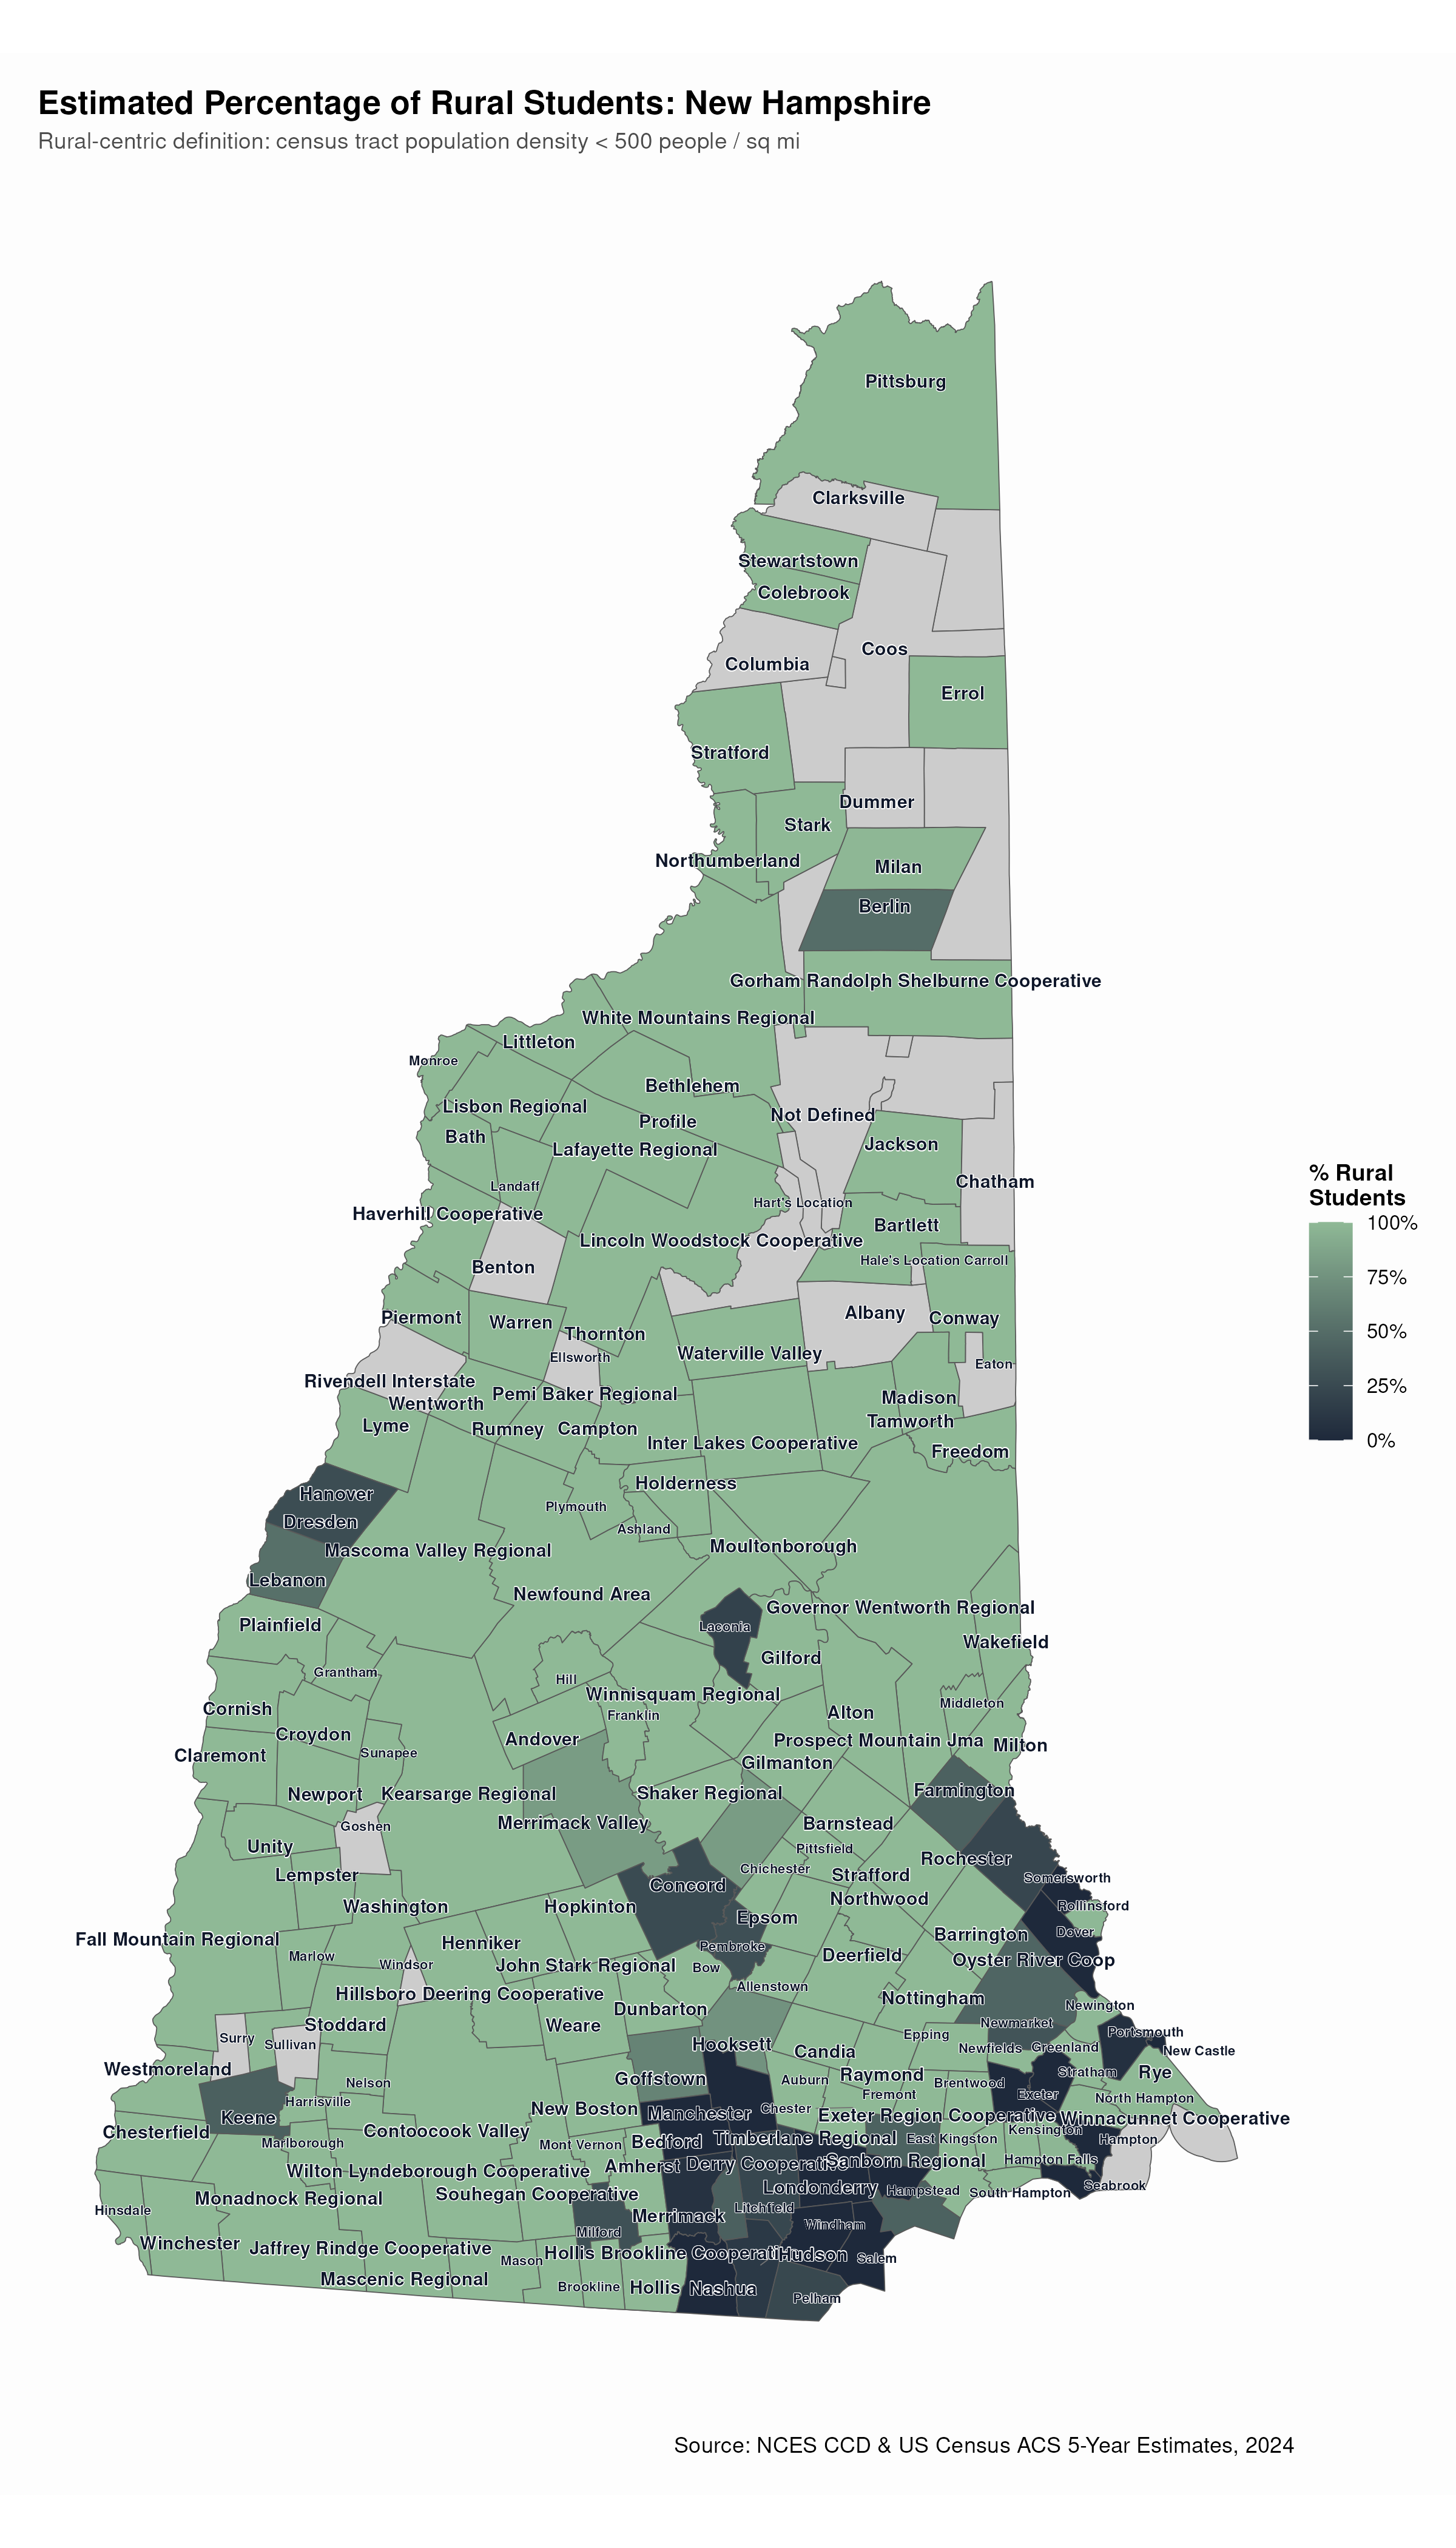 Estimated Percentage of Rural Students: New Hampshire
Rural-centric definition: census tract population density < 500 people / sq mi
Pittsburg
Clarksville
Stewartstown
Colebrook
Coos
Columbia
Errol
Stratford
Dummer
Stark
Northumberland
Milan
Berlin
Gorham Randolph Shelburne Cooperative
White Mountains Regional
Littleton
Monroe
Bethlehem
Lisbon Regional
Not Defined
Profile
Bath
Jackson
Lafayette Regional
Chatham
Landaff
Hart's Location
Haverhill Cooperative
Bartlett
Lincoln Woodstock Cooperative
Hale's Location Carroll
Benton
Albany
Piermont
Conway
Warren
Thornton
Waterville Valley
Ellsworth
Eaton
Rivendell Interstate
Pemi Baker Regional
Madison
Wentworth
Tamworth
Lyme
Rumney
Campton
Inter Lakes Cooperative
Freedom
Holderness
Hanover
Plymouth
Dresden
Ashland
Moultonborough
Mascoma Valley Regional
Lebanon
Newfound Area
Governor Wentworth Regional
Plainfield
Laconia
Wakefield
Gilford
Grantham
Hill
Winnisquam Regional
Middleton
Cornish
Franklin
Alton
Croydon
Andover
Prospect Mountain Jma
Milton
Claremont
Sunapee
Gilmanton
Farmington
Newport
Kearsarge Regional
Shaker Regional
Merrimack Valley
Barnstead
Goshen
Unity
Pittsfield
Rochester
Chichester
Strafford
Lempster
Somersworth
Concord
Northwood
Washington
Hopkinton
Rollinsford
Epsom
Dover
Barrington
Fall Mountain Regional
Henniker
Pembroke
Marlow
Deerfield
Oyster River Coop
Windsor
John Stark Regional
Bow
Allenstown
Hillsboro Deering Cooperative
Nottingham
Newington
Dunbarton
Stoddard
Weare
Newmarket
Portsmouth
Surry
Sullivan
Epping
Hooksett
Newfields
Greenland
New Castle
Candia
Westmoreland
Goffstown
Auburn
Raymond
Stratham
Rye
Nelson
Brentwood
Fremont
Exeter
North Hampton
Harrisville
New Boston
Chester
Manchester
Exeter Region Cooperative
Keene
Winnacunnet Cooperative
Chesterfield
Contoocook Valley
Kensington
Timberlane Regional
East Kingston
Hampton
Marlborough
Mont Vernon
Bedford
Hampton Falls
Sanborn Regional
Amherst
Derry Cooperative
Wilton Lyndeborough Cooperative
Seabrook
Londonderry
Hampstead
South Hampton
Souhegan Cooperative
Monadnock Regional
Litchfield
Hinsdale
Merrimack
Windham
Milford
Winchester
Jaffrey Rindge Cooperative
Hollis Brookline Cooperative
Hudson
Salem
Mason
Mascenic Regional
Brookline
Hollis
Nashua
Pelham
% Rural
Students
100%
75%
50%
25%
0%
Source: NCES CCD & US Census ACS 5-Year Estimates, 2024